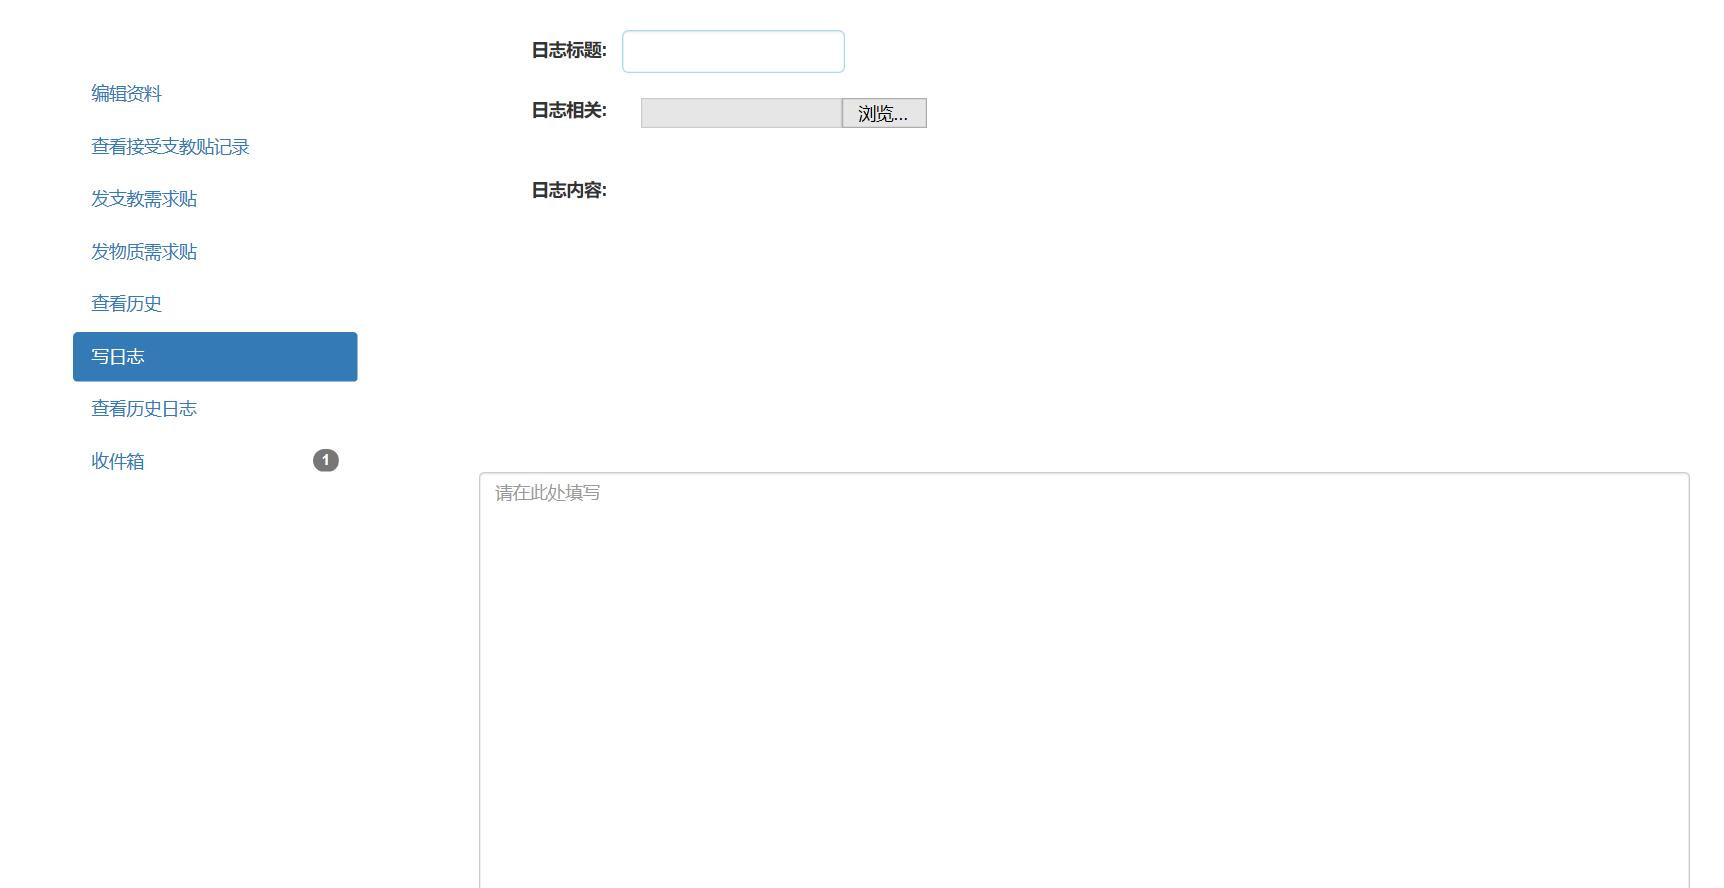 日志标题:
日志相关:
浏览...
日志内容:
编辑资料
查看接受支教贴记录
发支教需求贴
发物质需求贴
查看历史
写日志
查看历史日志
收件箱 1
请在此处填写